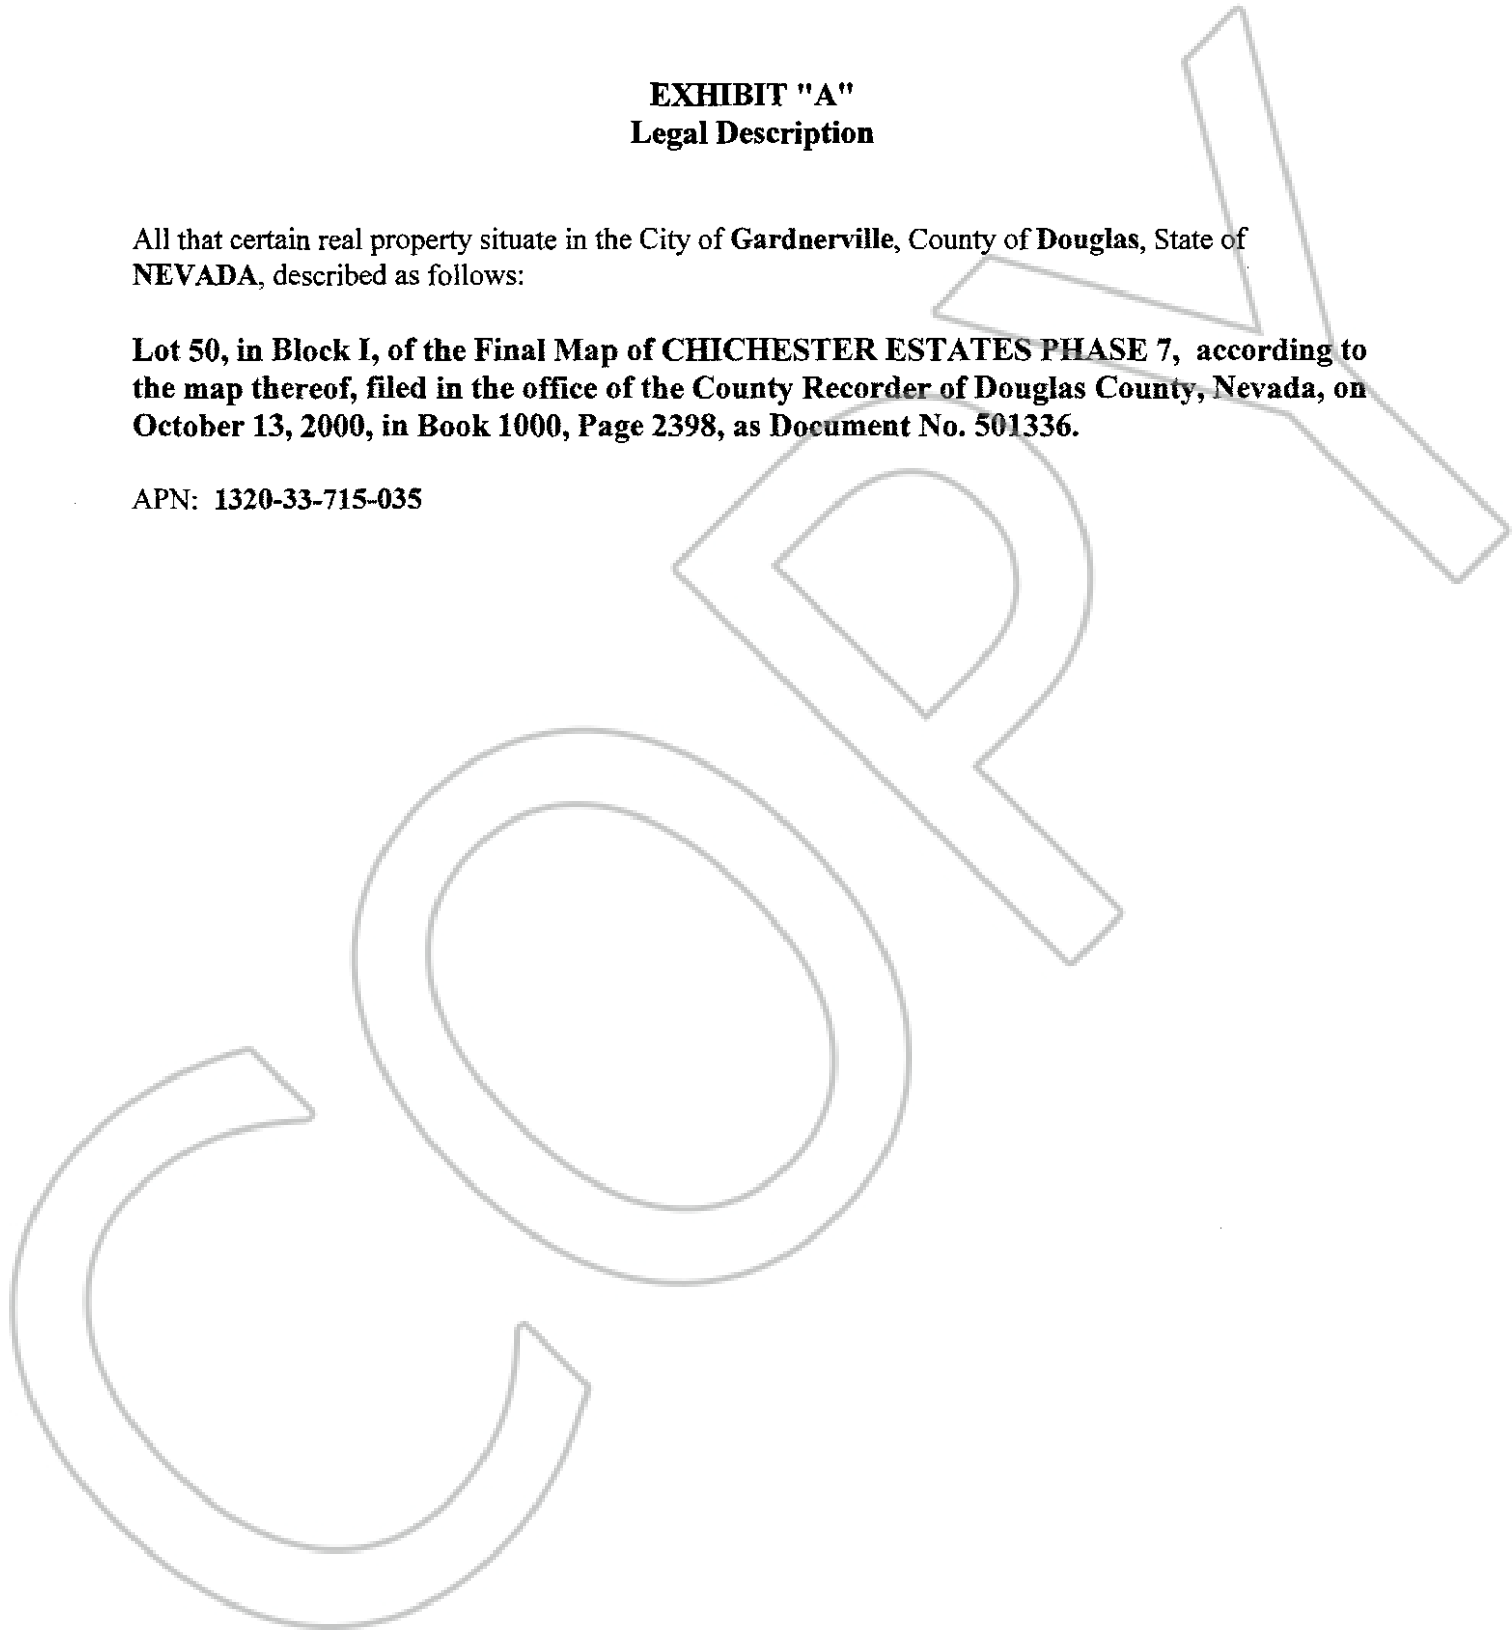 EXHIBIT "A"
Legal Description
All that certain real property situate in the City of Gardnerville, County of Douglas, State of
NEVADA, described as follows:
Lot 50, in Block I, of the Final Map of CHICHESTER ESTATES PHASE 7, according to
the map thereof, filed in the office of the County Recorder of Douglas County, Nevada, on
October 13, 2000, in Book 1000, Page 2398, as Document No. 501336.
APN: 1320-33-715-035
COPY